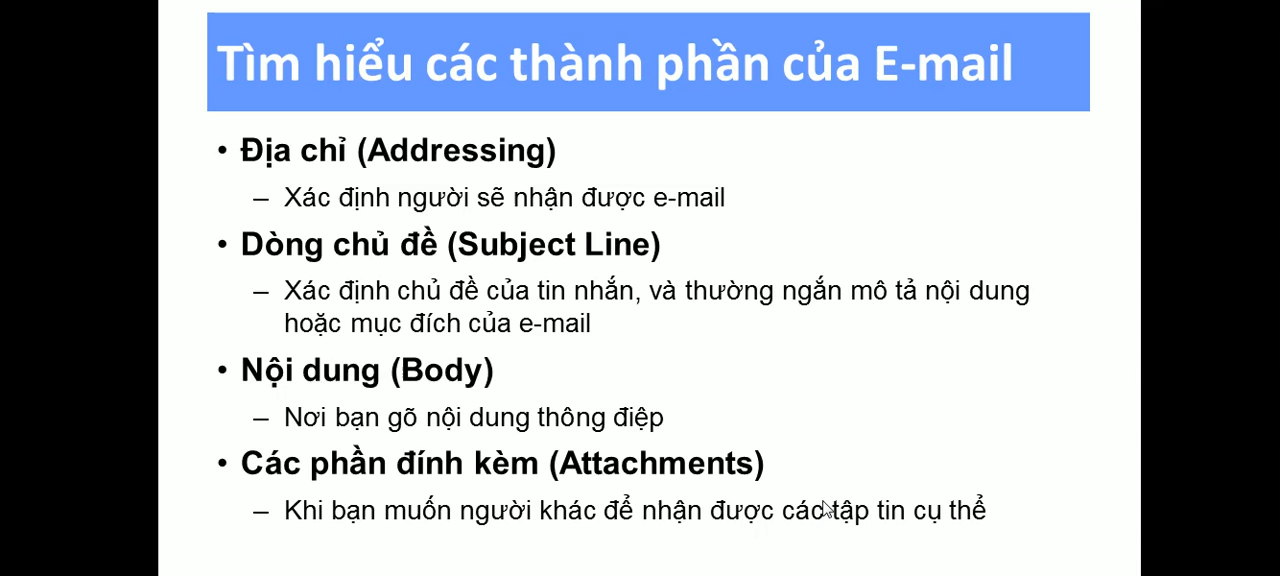 Tìm hiểu các thành phần của E-mail
• Địa chỉ (Addressing)
– Xác định người sẽ nhận được e-mail
• Dòng chủ đề (Subject Line)
– Xác định chủ đề của tin nhắn, và thường ngắn mô tả nội dung
hoặc mục đích của e-mail
• Nội dung (Body)
– Nơi bạn gõ nội dung thông điệp
• Các phần đính kèm (Attachments)
– Khi bạn muốn người khác để nhận được các tập tin cụ thể